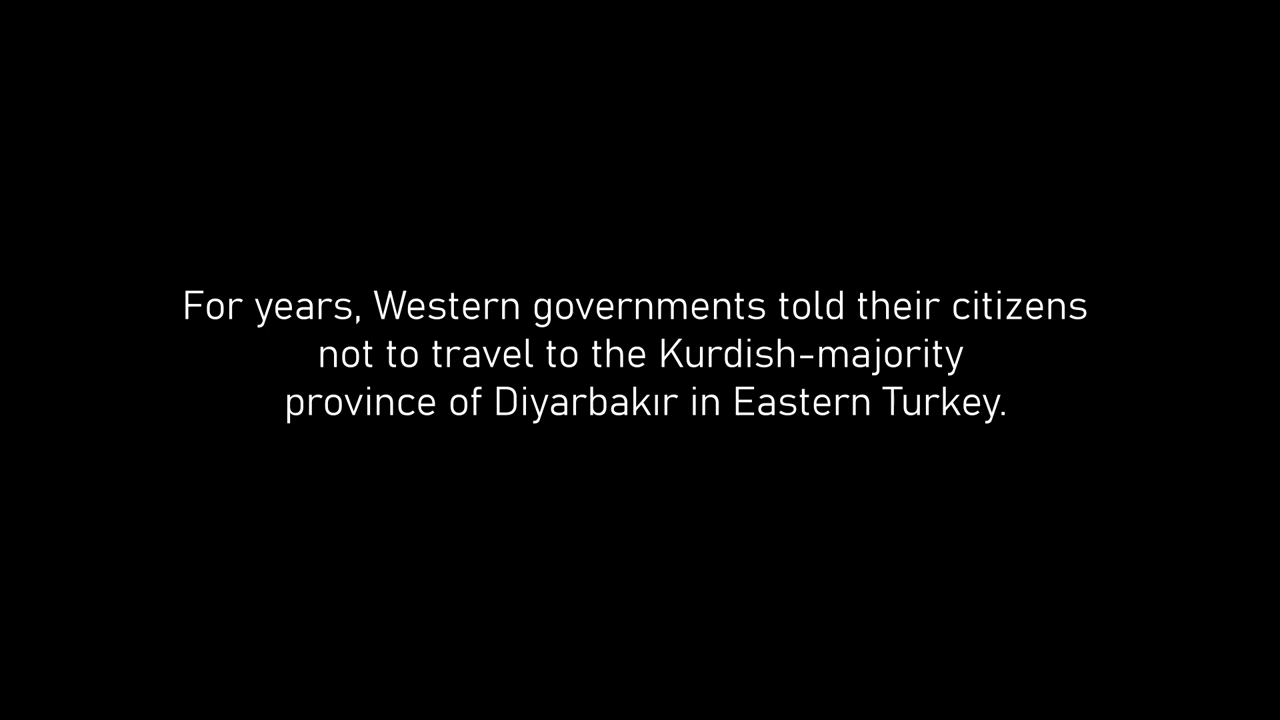 For years, Western governments told their citizens
not to travel to the Kurdish-majority
province of Diyarbakır in Eastern Turkey.